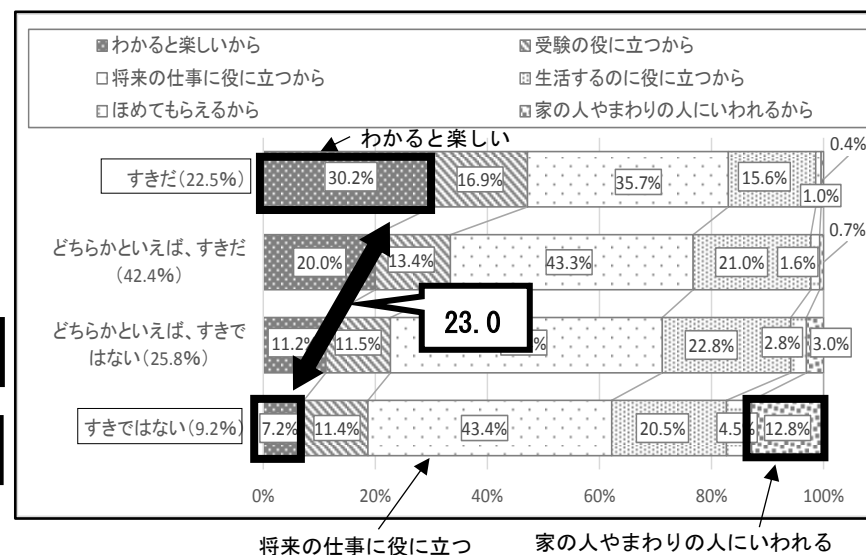 わかると楽しいから
受験の役に立つから
将来の仕事に役に立つから
生活するのに役に立つから
ほめてもらえるから
家の人やまわりの人にいわれるから
わかると楽しい
すきだ(22.5%)
30.2%
16.9%
35.7%
15.6%
1.0%
0.4%
どちらかといえば、すきだ
(42.4%)
20.0%
13.4%
43.3%
21.0%
1.6%
0.7%
23.0
どちらかといえば、すきで
はない(25.8%)
11.2%
11.5%
22.8%
2.8%
3.0%
すきではない(9.2%)
7.2%
11.4%
43.4%
20.5%
4.5%
12.8%
0%
20%
40%
60%
80%
100%
将来の仕事に役に立つ
家の人やまわりの人にいわれる